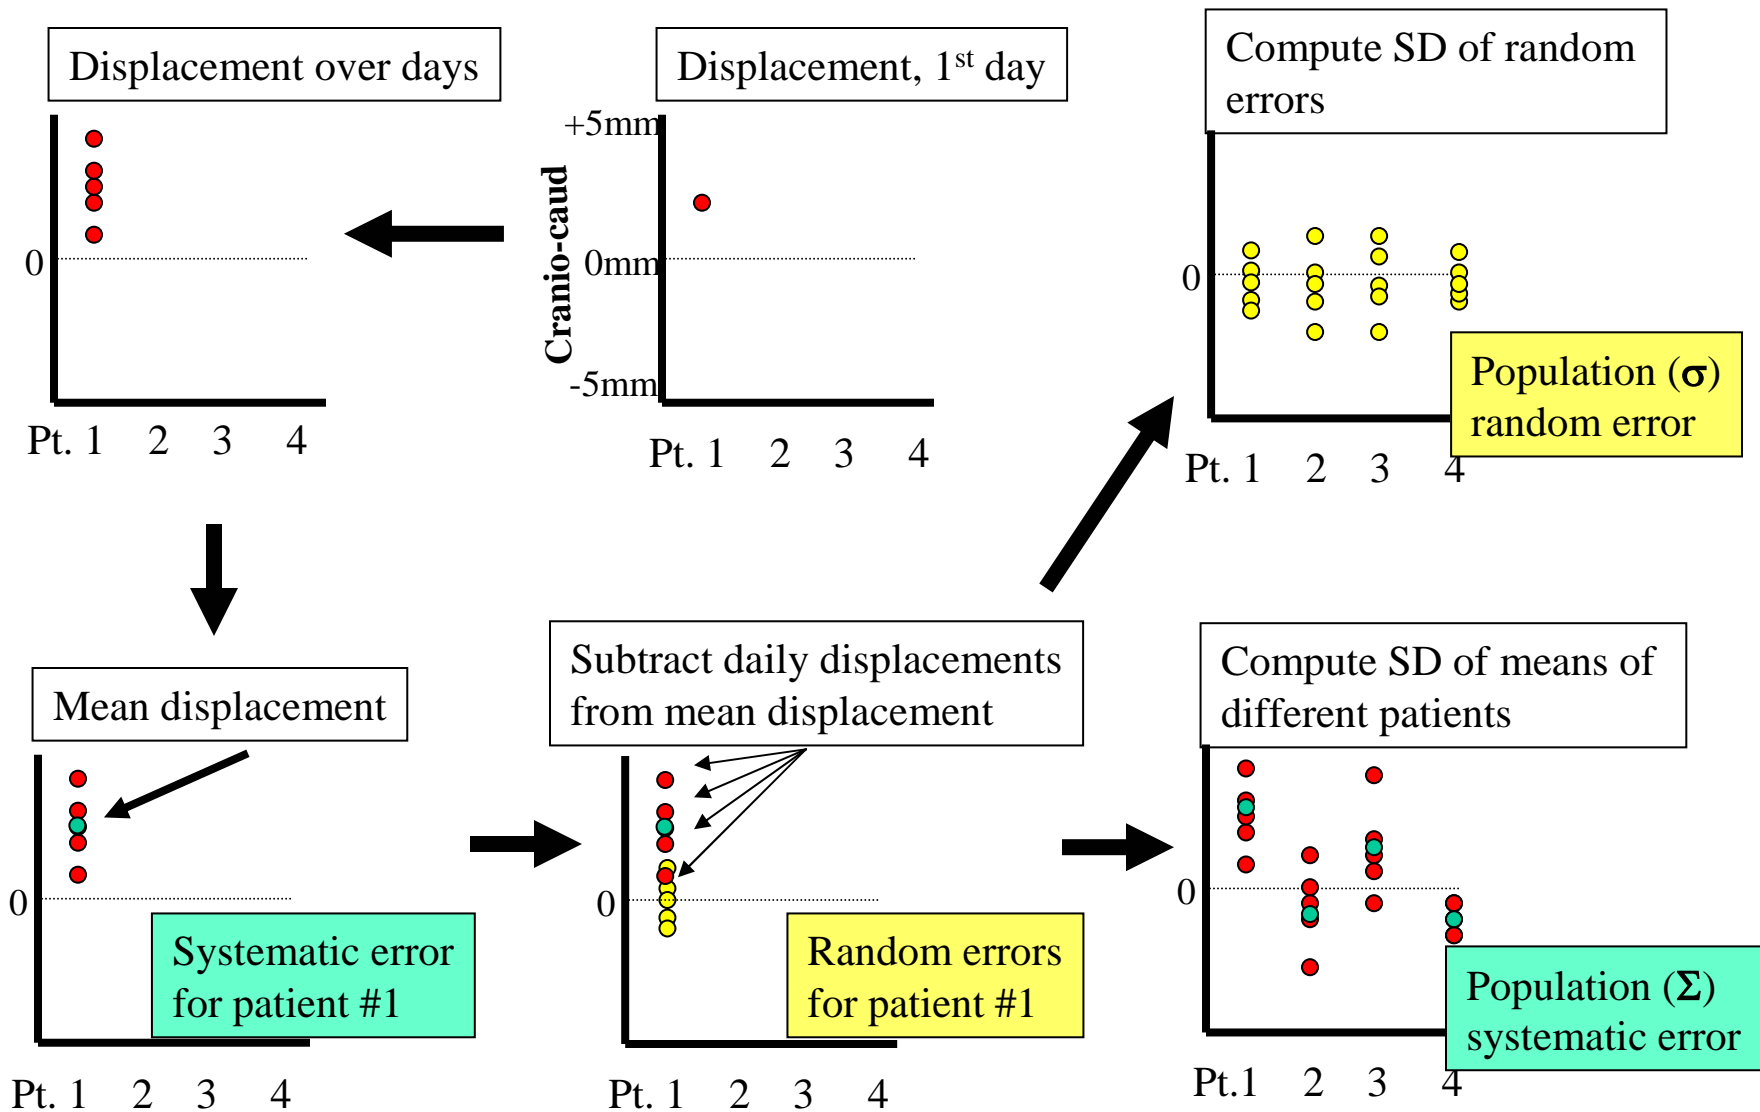 Displacement over days
0
Pt. 1 2 3 4
Displacement, 1st day
+5mm
Cranio-caud
0mm
-5mm
Pt. 1 2 3 4
Compute SD of random
errors
0
Population (σ)
random error
Pt. 1 2 3 4
Mean displacement
0
Systematic error
for patient #1
Pt. 1 2 3 4
Subtract daily displacements
from mean displacement
0
Random errors
for patient #1
Pt. 1 2 3 4
Compute SD of means of
different patients
0
Population (Σ)
systematic error
Pt.1 2 3 4